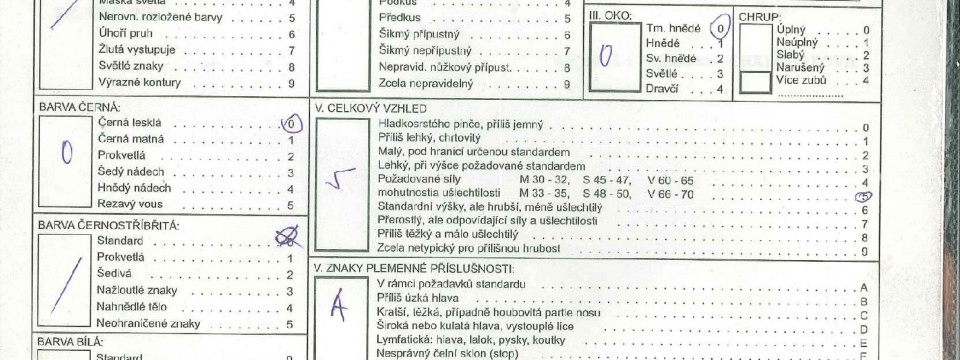 Maska světlá . . . 4
Nerovn. rozložené barvy . . . 5
Úhoří pruh . . . 6
Žlutá vystupuje . . . 7
Světlé znaky . . . 8
Výrazné kontury . . . 9
Podkus . . . 4
Předkus . . . 5
Šikmý přípustný . . . 6
Šikmý nepřípustný . . . 7
Nepravid. nůžkový přípust. . . . 8
Zcela nepravidelný . . . 9
III. OKO:
0
Tm. hnědé . 0
Hnědé . . . 1
Sv. hnědé . 2
Světlé . . . 3
Dravčí . . . 4
CHRUP:
Úplný . . . 0
Neúplný . . . 1
Slabý . . . 2
Narušený . . . 3
Více zubů . . . 4
BARVA ČERNÁ:
0
Černá lesklá . . . 0
Černá matná . . . 1
Prokvetlá . . . 2
Šedý nádech . . . 3
Hnědý nádech . . . 4
Rezavý vous . . . 5
BARVA ČERNOSTŘÍBŘITÁ:
Standard . . . 0
Prokvetlá . . . 1
Šedivá . . . 2
Nažloutlé znaky . . . 3
Nahnědlé tělo . . . 4
Neohraničené znaky . . . 5
BARVA BÍLÁ:
Standard . . . 0
V. CELKOVÝ VZHLED
5
Hladkosrstého pinče, příliš jemný . . . 0
Příliš lehký, chrtovitý . . . 1
Malý, pod hranicí určenou standardem . . . 2
Lehký, při výšce požadované standardem . . . 3
Požadované síly M 30 - 32, S 45 - 47, V 60 - 65 . . . 4
mohutnostia ušlechtilosti M 33 - 35, S 48 - 50, V 66 - 70 . . . 5
Standardní výšky, ale hrubší, méně ušlechtilý . . . 6
Přerostlý, ale odpovídající síly a ušlechtilosti . . . 7
Příliš těžký a málo ušlechtilý . . . 8
Zcela netypický pro přílišnou hrubost . . . 9
V. ZNAKY PLEMENNÉ PŘÍSLUŠNOSTI:
A
V rámci požadavků standardu . . . A
Příliš úzká hlava . . . B
Kratší, těžká, případně houbovitá partie nosu . . . C
Široká nebo kulatá hlava, vystouplé líce . . . D
Lymfatická: hlava, lalok, pysky, koutky . . . E
Nesprávný čelní sklon (stop) . . . F